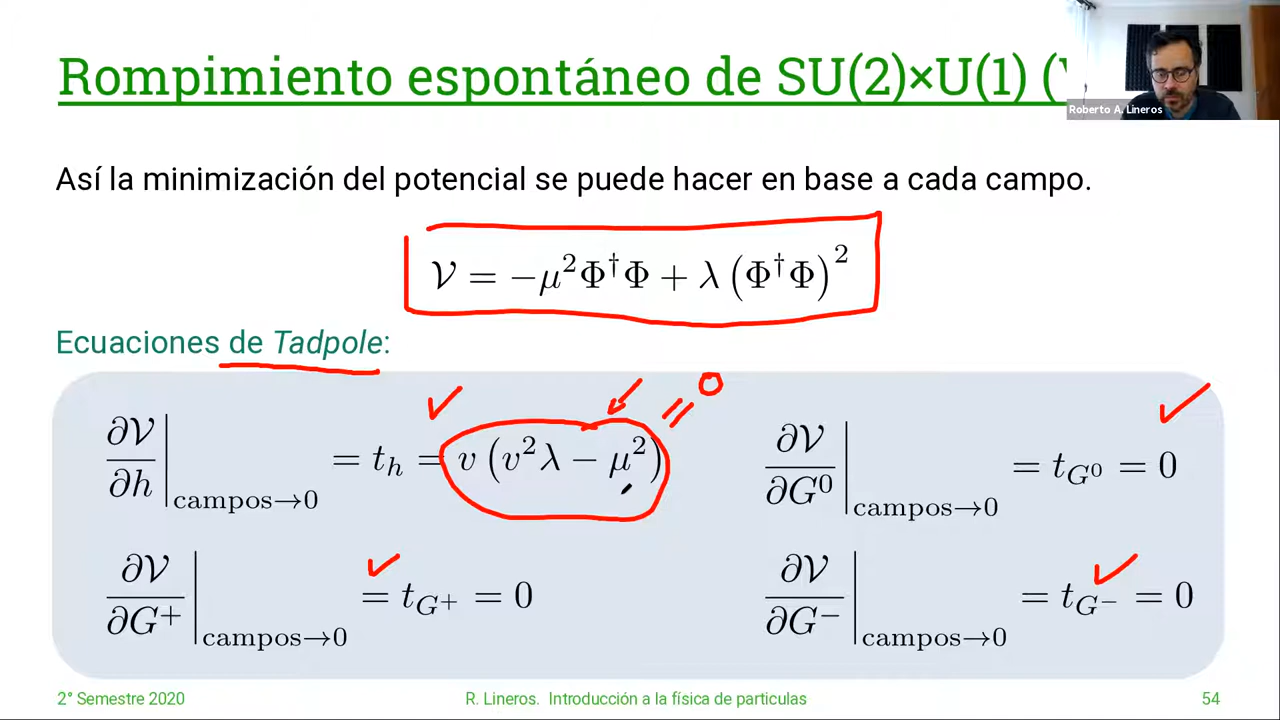 Rompimiento espontáneo de SU(2)×U(1) (
Roberto A. Lineros
Así la minimización del potencial se puede hacer en base a cada campo.
𝒱 = −μ²Φ†Φ + λ (Φ†Φ)²
Ecuaciones de Tadpole:
∂𝒱/∂h |campos→0 = t_h = v (v²λ − μ²) = 0
∂𝒱/∂G⁰ |campos→0 = t_G⁰ = 0
∂𝒱/∂G⁺ |campos→0 = t_G⁺ = 0
∂𝒱/∂G⁻ |campos→0 = t_G⁻ = 0
2° Semestre 2020
R. Lineros. Introducción a la física de particulas
54